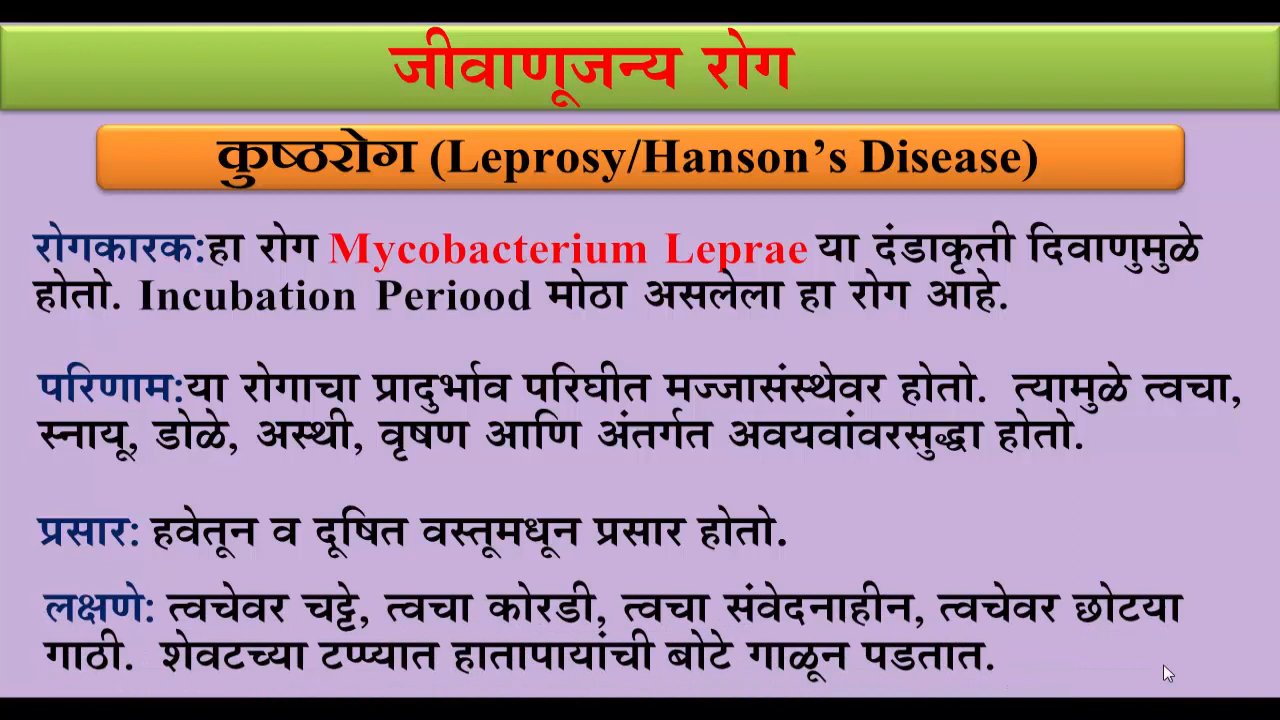 जीवाणूजन्य रोग
कुष्ठरोग (Leprosy/Hanson’s Disease)
रोगकारक:हा रोग Mycobacterium Leprae या दंडाकृती दिवाणुमुळे
होतो. Incubation Periood मोठा असलेला हा रोग आहे.
परिणाम:या रोगाचा प्रादुर्भाव परिघीत मज्जासंस्थेवर होतो. त्यामुळे त्वचा,
स्नायू, डोळे, अस्थी, वृषण आणि अंतर्गत अवयवांवरसुद्धा होतो.
प्रसार: हवेतून व दूषित वस्तूमधून प्रसार होतो.
लक्षणे: त्वचेवर चट्टे, त्वचा कोरडी, त्वचा संवेदनाहीन, त्वचेवर छोटया
गाठी. शेवटच्या टप्प्यात हातापायांची बोटे गाळून पडतात.